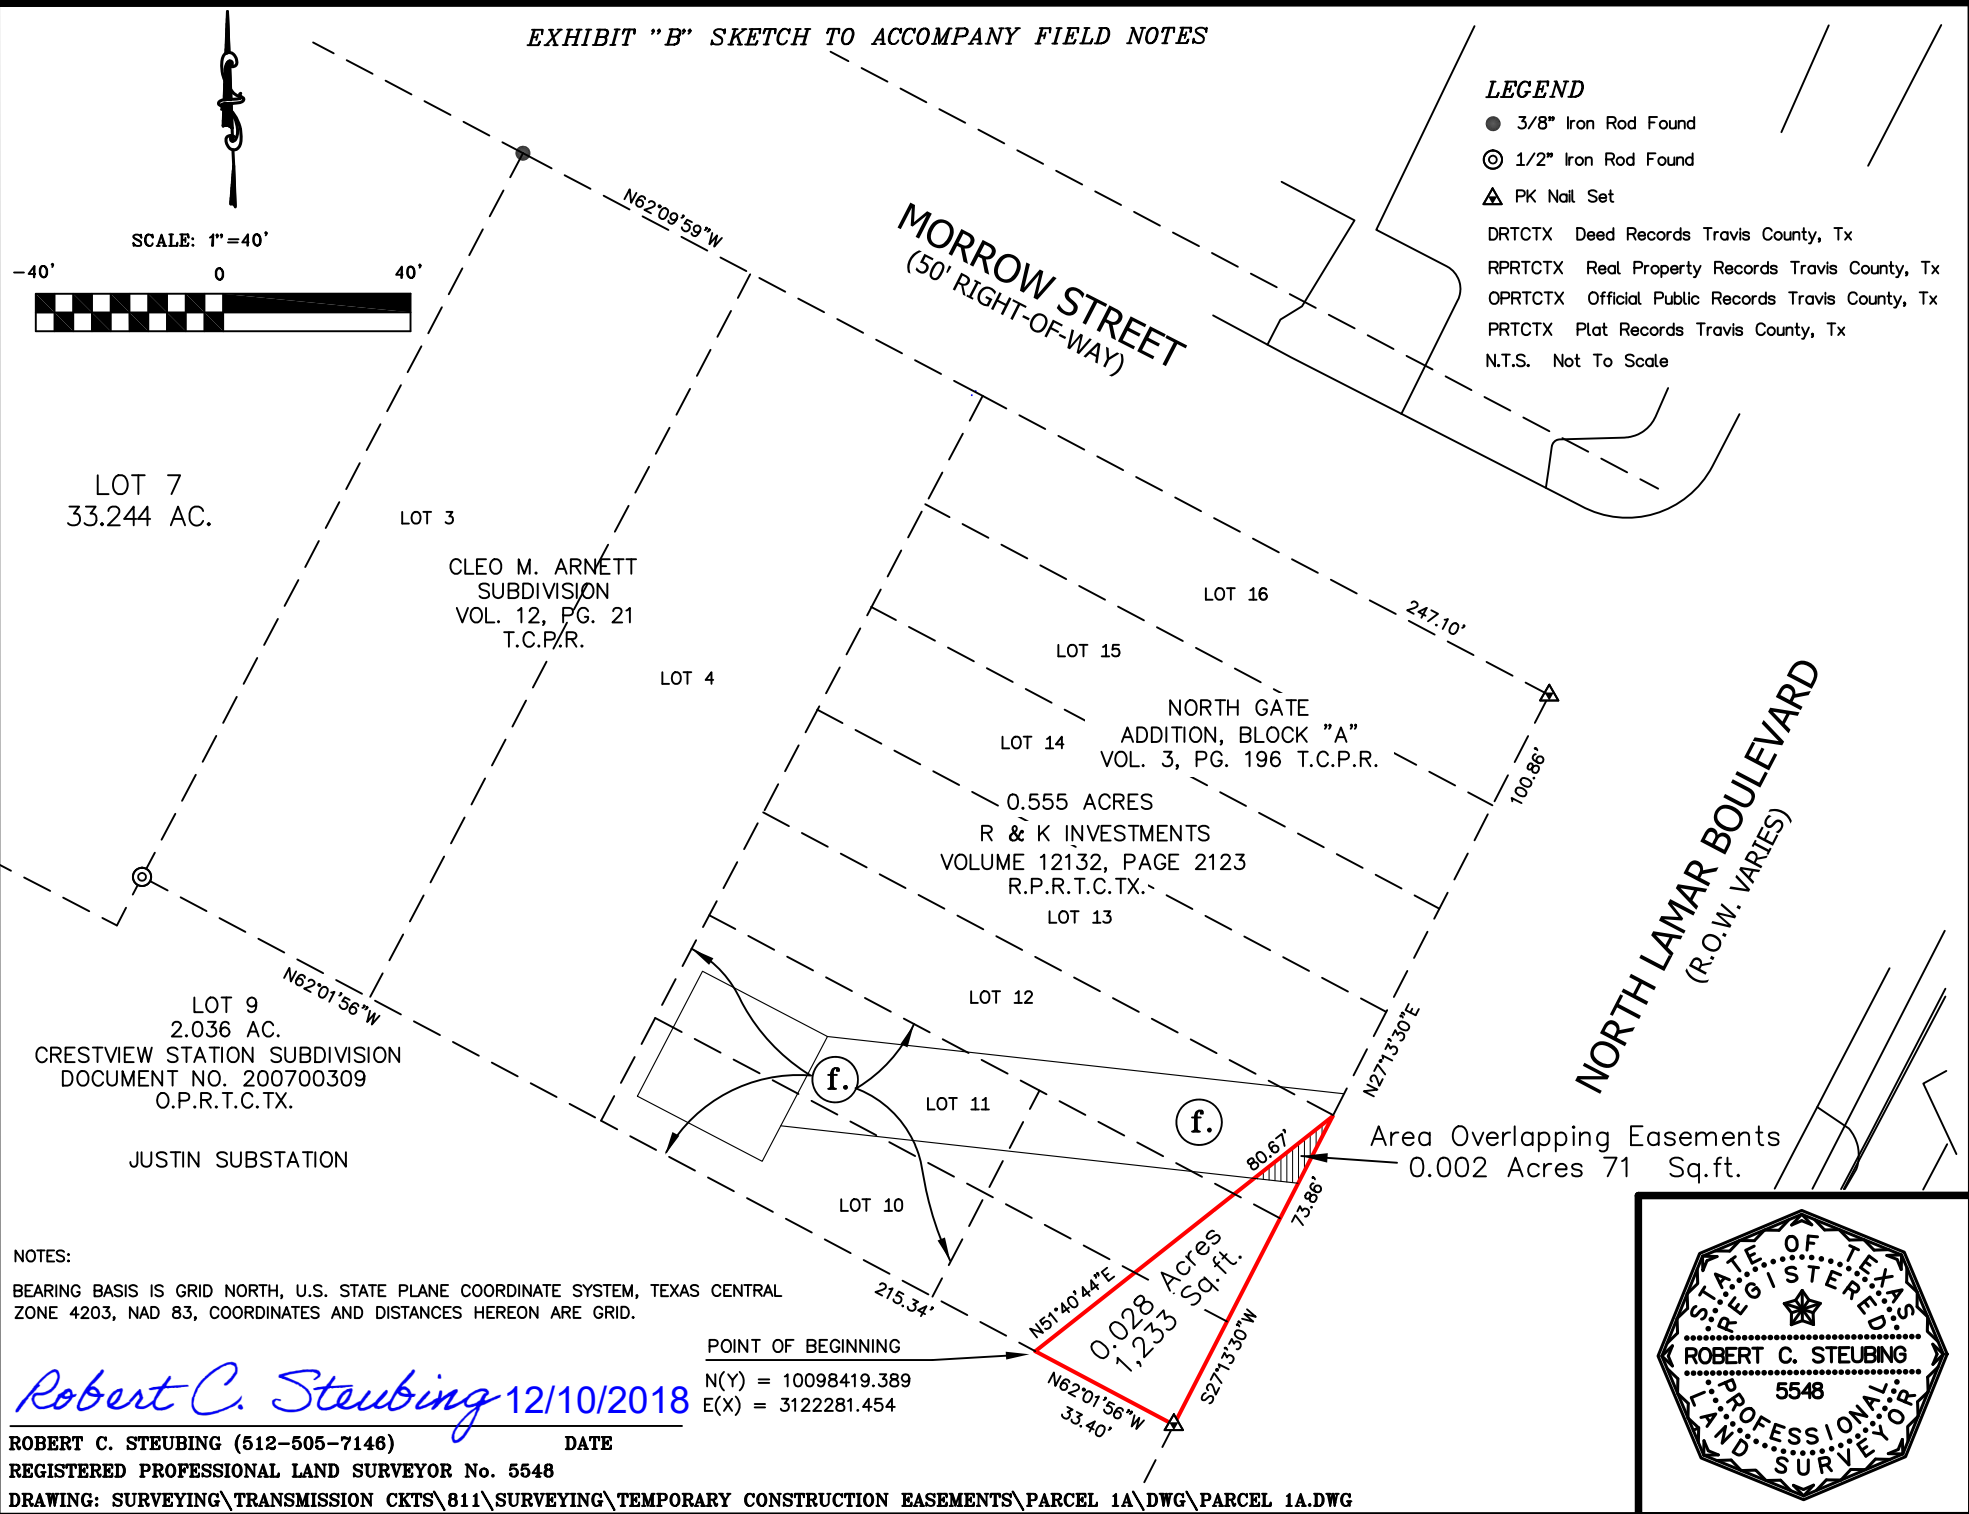 EXHIBIT "B" SKETCH TO ACCOMPANY FIELD NOTES
SCALE: 1"=40'
-40' 0 40'
LEGEND
3/8" Iron Rod Found
1/2" Iron Rod Found
PK Nail Set
DRTCTX Deed Records Travis County, Tx
RPRTCTX Real Property Records Travis County, Tx
OPRTCTX Official Public Records Travis County, Tx
PRTCTX Plat Records Travis County, Tx
N.T.S. Not To Scale
N62°09'59"W
MORROW STREET
(50' RIGHT-OF-WAY)
LOT 7
33.244 AC.
LOT 3
CLEO M. ARNETT
SUBDIVISION
VOL. 12, PG. 21
T.C.P.R.
LOT 4
LOT 16
247.10'
LOT 15
NORTH GATE
ADDITION, BLOCK "A"
VOL. 3, PG. 196 T.C.P.R.
LOT 14
100.86'
0.555 ACRES
R & K INVESTMENTS
VOLUME 12132, PAGE 2123
R.P.R.T.C.TX.
LOT 13
NORTH LAMAR BOULEVARD
(R.O.W. VARIES)
N62°01'56"W
LOT 9
2.036 AC.
CRESTVIEW STATION SUBDIVISION
DOCUMENT NO. 200700309
O.P.R.T.C.TX.
JUSTIN SUBSTATION
LOT 12
N27°13'30"E
f.
LOT 11
f.
80.67'
Area Overlapping Easements
0.002 Acres 71 Sq.ft.
73.86'
LOT 10
215.34'
N51°40'44"E
0.028 Acres
1,233 Sq.ft.
S27°13'30"W
N62°01'56"W
33.40'
POINT OF BEGINNING
N(Y) = 10098419.389
E(X) = 3122281.454
NOTES:
BEARING BASIS IS GRID NORTH, U.S. STATE PLANE COORDINATE SYSTEM, TEXAS CENTRAL
ZONE 4203, NAD 83, COORDINATES AND DISTANCES HEREON ARE GRID.
Robert C. Steubing 12/10/2018
ROBERT C. STEUBING (512-505-7146) DATE
REGISTERED PROFESSIONAL LAND SURVEYOR No. 5548
DRAWING: SURVEYING\TRANSMISSION CKTS\811\SURVEYING\TEMPORARY CONSTRUCTION EASEMENTS\PARCEL 1A\DWG\PARCEL 1A.DWG
STATE OF TEXAS
REGISTERED
ROBERT C. STEUBING
5548
PROFESSIONAL
LAND SURVEYOR